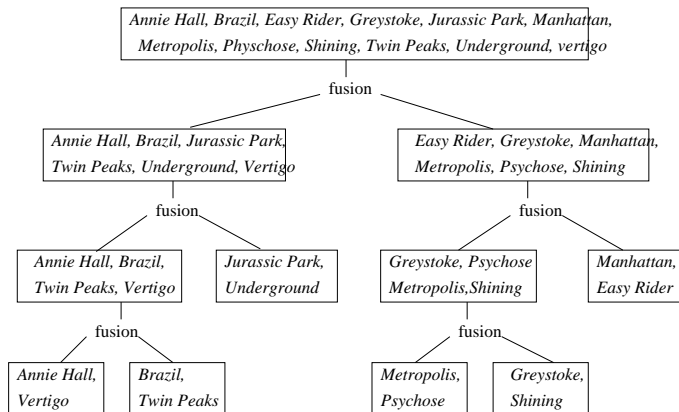 Annie Hall, Brazil, Easy Rider, Greystoke, Jurassic Park, Manhattan,
Metropolis, Physchose, Shining, Twin Peaks, Underground, vertigo
fusion
Annie Hall, Brazil, Jurassic Park,
Twin Peaks, Underground, Vertigo
Easy Rider, Greystoke, Manhattan,
Metropolis, Psychose, Shining
fusion
fusion
Annie Hall, Brazil,
Twin Peaks, Vertigo
Jurassic Park,
Underground
Greystoke, Psychose
Metropolis,Shining
Manhattan,
Easy Rider
fusion
fusion
Annie Hall,
Vertigo
Brazil,
Twin Peaks
Metropolis,
Psychose
Greystoke,
Shining